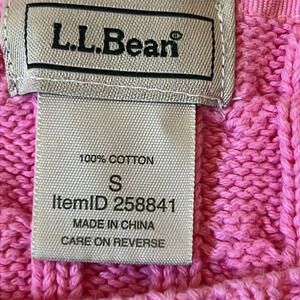 L.L.Bean®
100% COTTON
S
ItemID 258841
MADE IN CHINA
CARE ON REVERSE